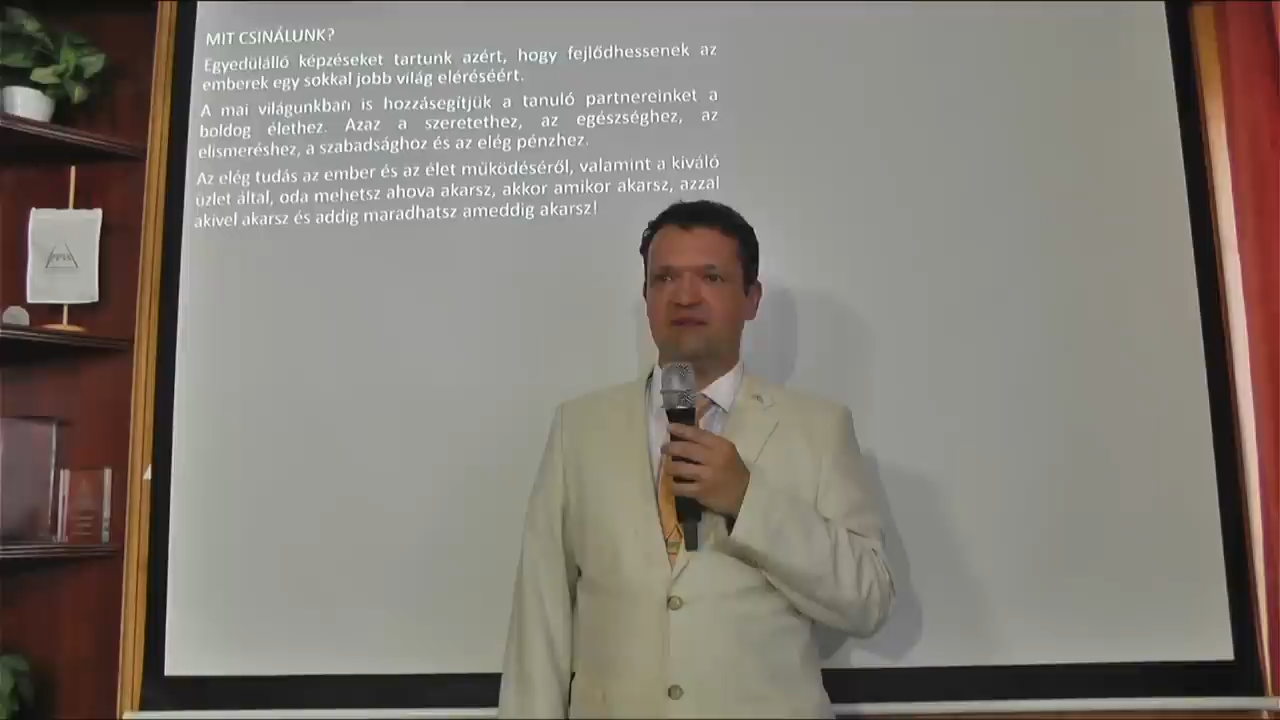 MIT CSINÁLUNK?
Egyedülálló képzéseket tartunk azért, hogy fejlődhessenek az
emberek egy sokkal jobb világ eléréséért.
A mai világunkban is hozzásegítjük a tanuló partnereinket a
boldog élethez. Azaz a szeretethez, az egészséghez, az
elismeréshez, a szabadsághoz és az elég pénzhez.
Az elég tudás az ember és az élet működéséről, valamint a kiváló
üzlet által, oda mehetsz ahova akarsz, akkor amikor akarsz, azzal
akivel akarsz és addig maradhatsz ameddig akarsz!